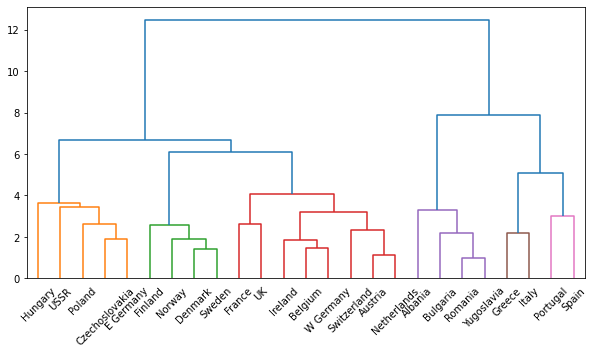 12
10
8
6
4
2
0
Hungary
USSR
Poland
Czechoslovakia
E Germany
Finland
Norway
Denmark
Sweden
France
UK
Ireland
Belgium
W Germany
Switzerland
Austria
Netherlands
Albania
Bulgaria
Romania
Yugoslavia
Greece
Italy
Portugal
Spain